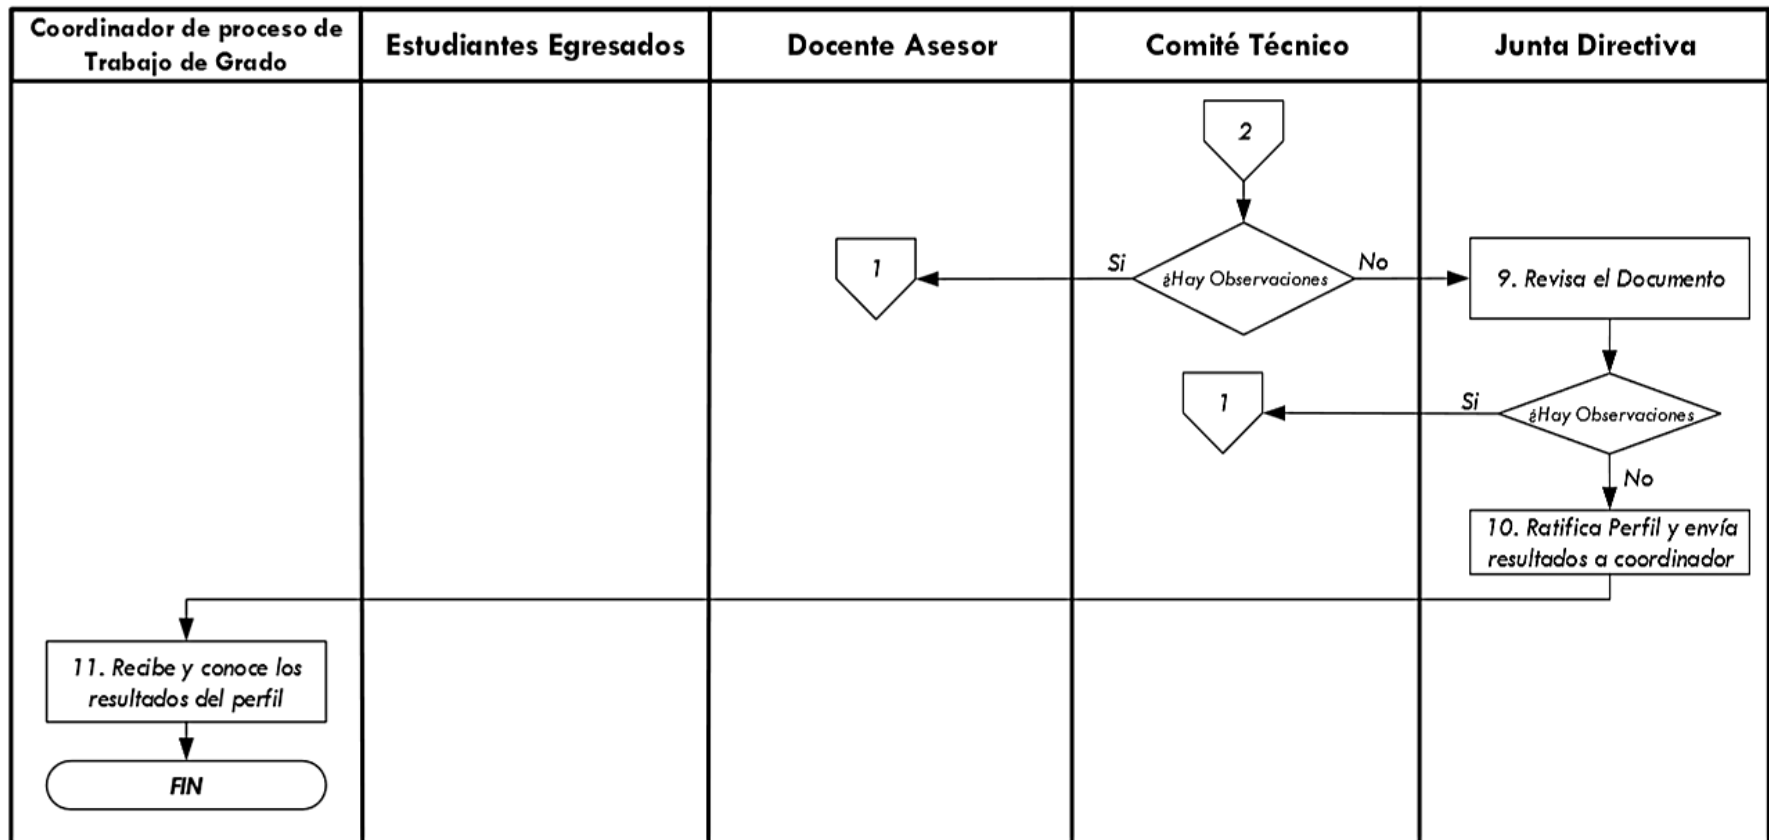 Coordinador de proceso de
Trabajo de Grado
Estudiantes Egresados
Docente Asesor
Comité Técnico
Junta Directiva
2
1
Si
¿Hay Observaciones
No
9. Revisa el Documento
1
Si
¿Hay Observaciones
No
10. Ratifica Perfil y envía
resultados a coordinador
11. Recibe y conoce los
resultados del perfil
FIN